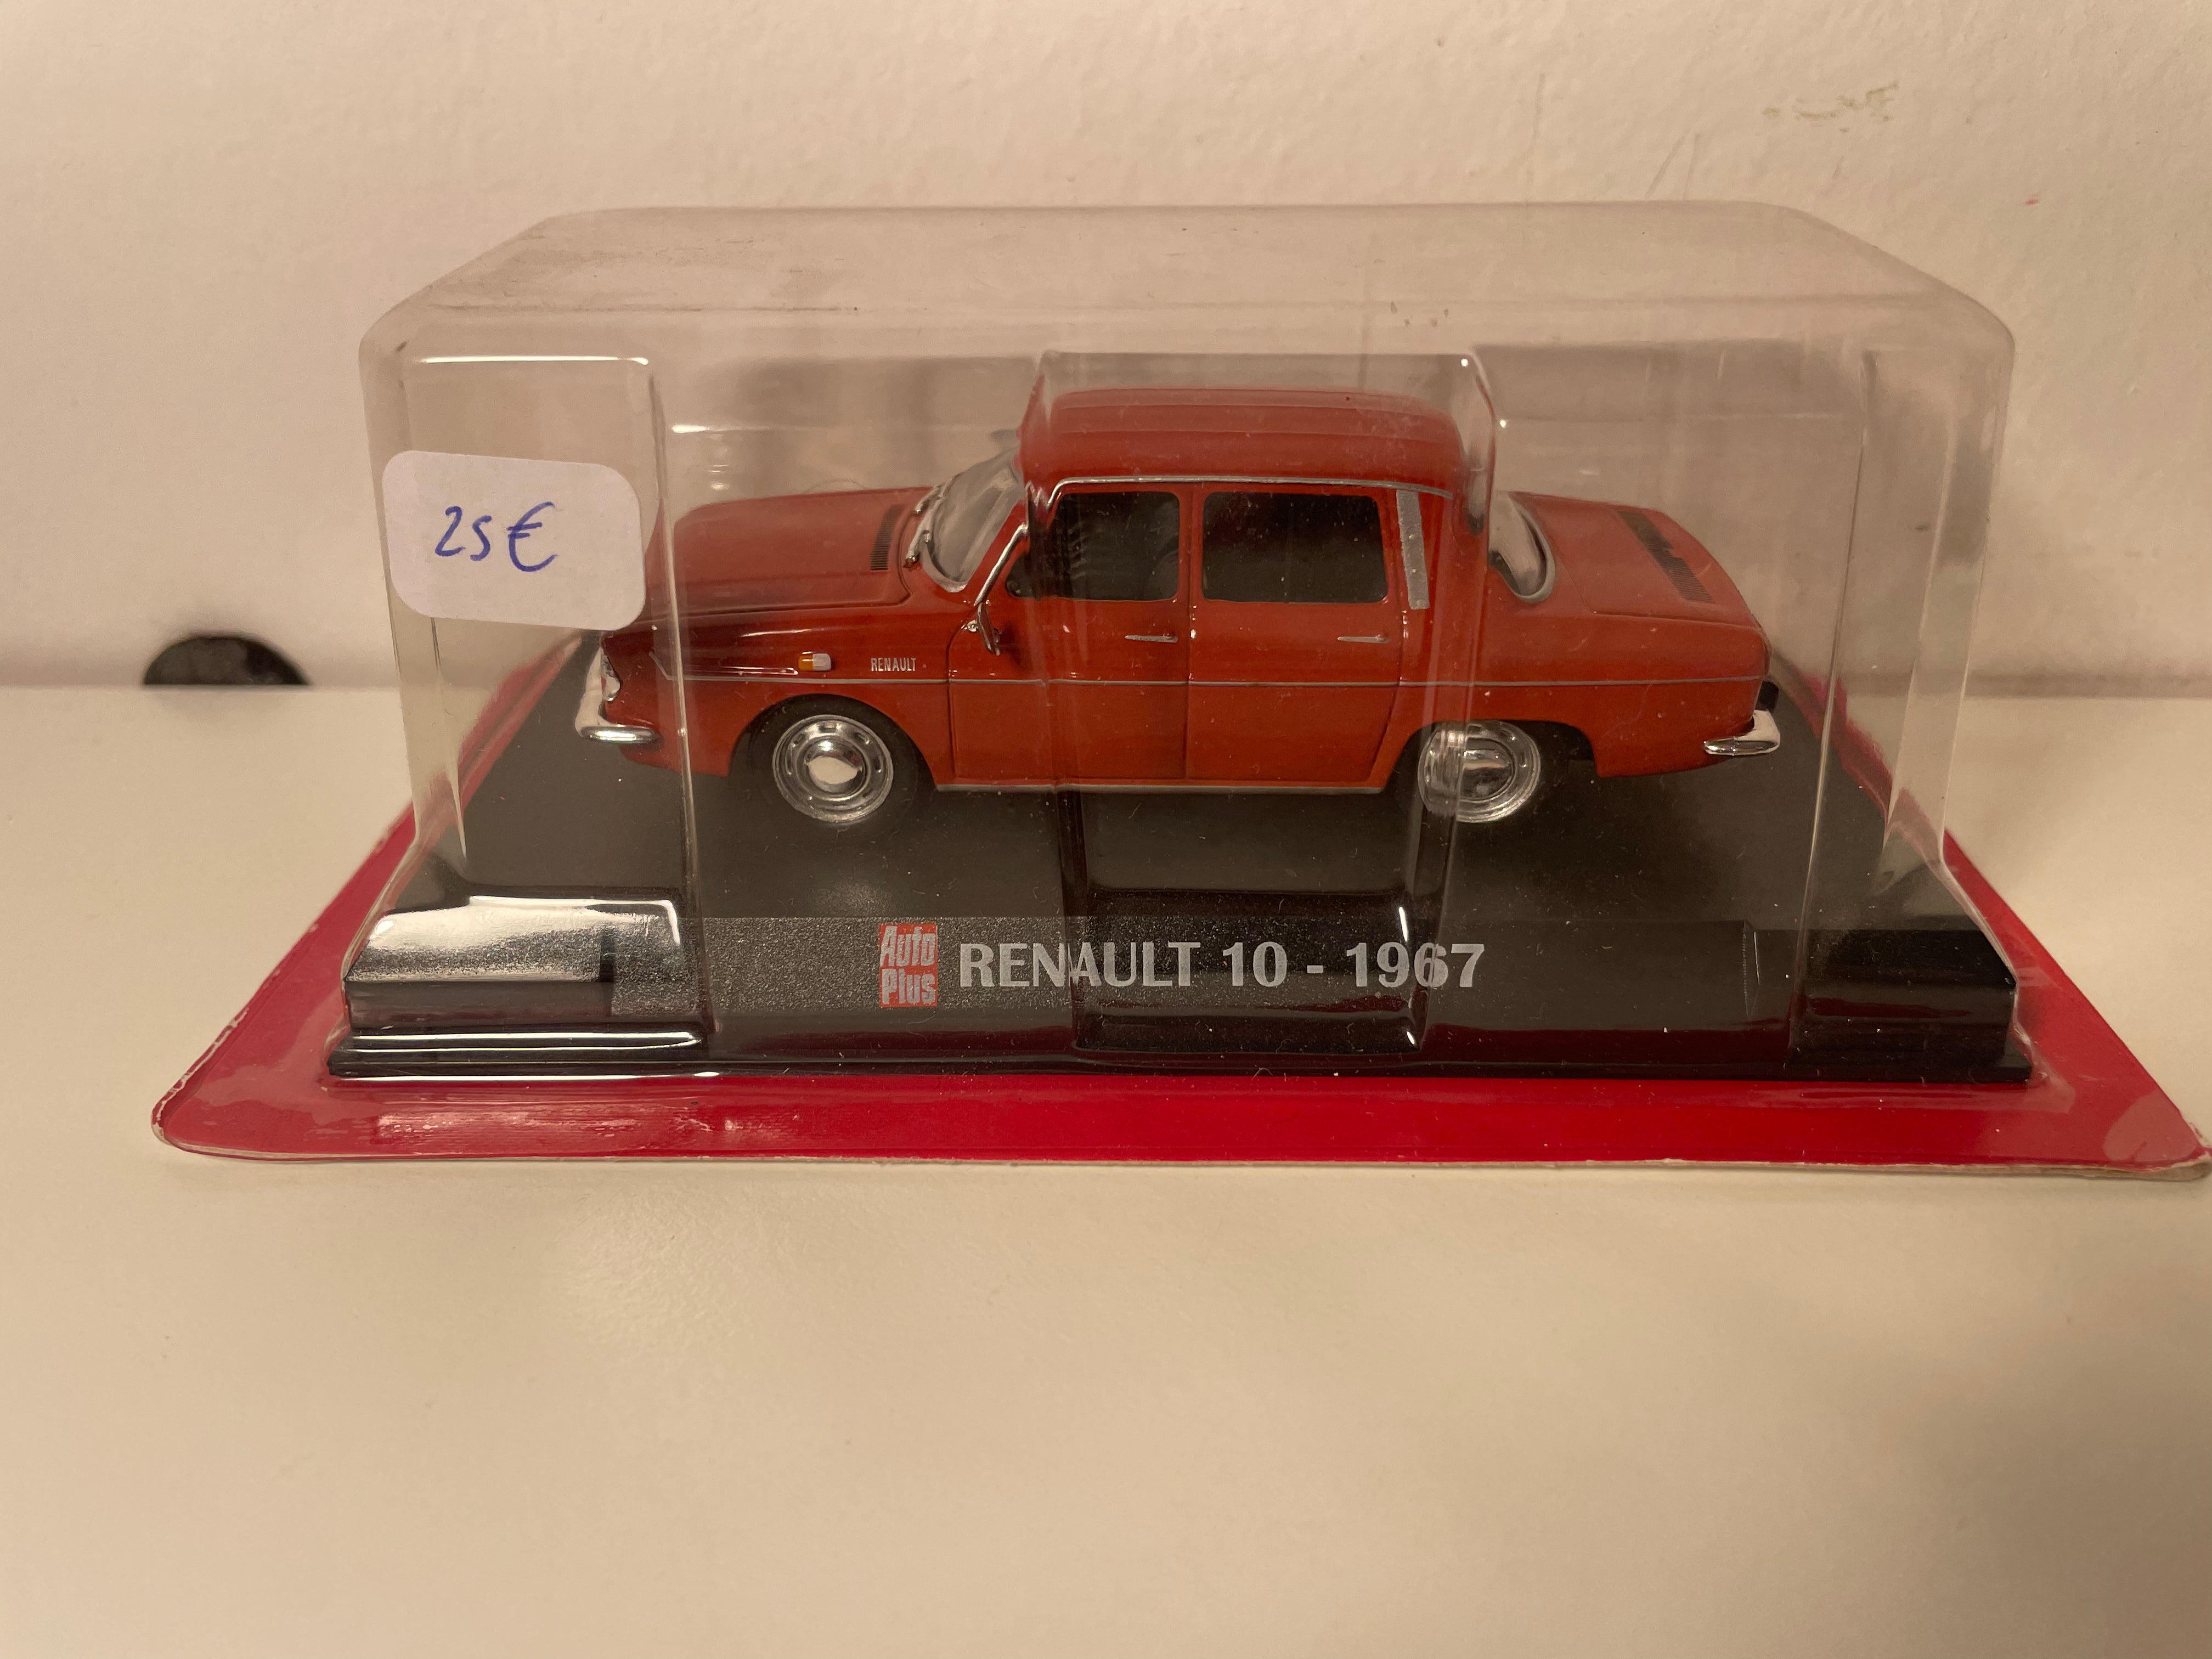 25€
RENAULT
Auto
Plus
RENAULT 10 - 1967